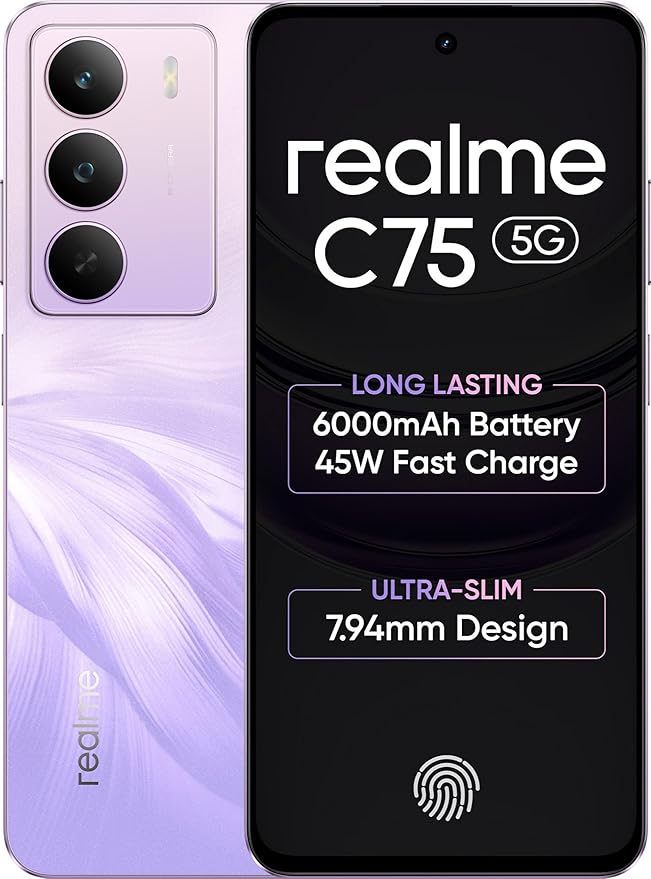 realme
C75 5G
LONG LASTING
6000mAh Battery
45W Fast Charge
ULTRA-SLIM
7.94mm Design
realme